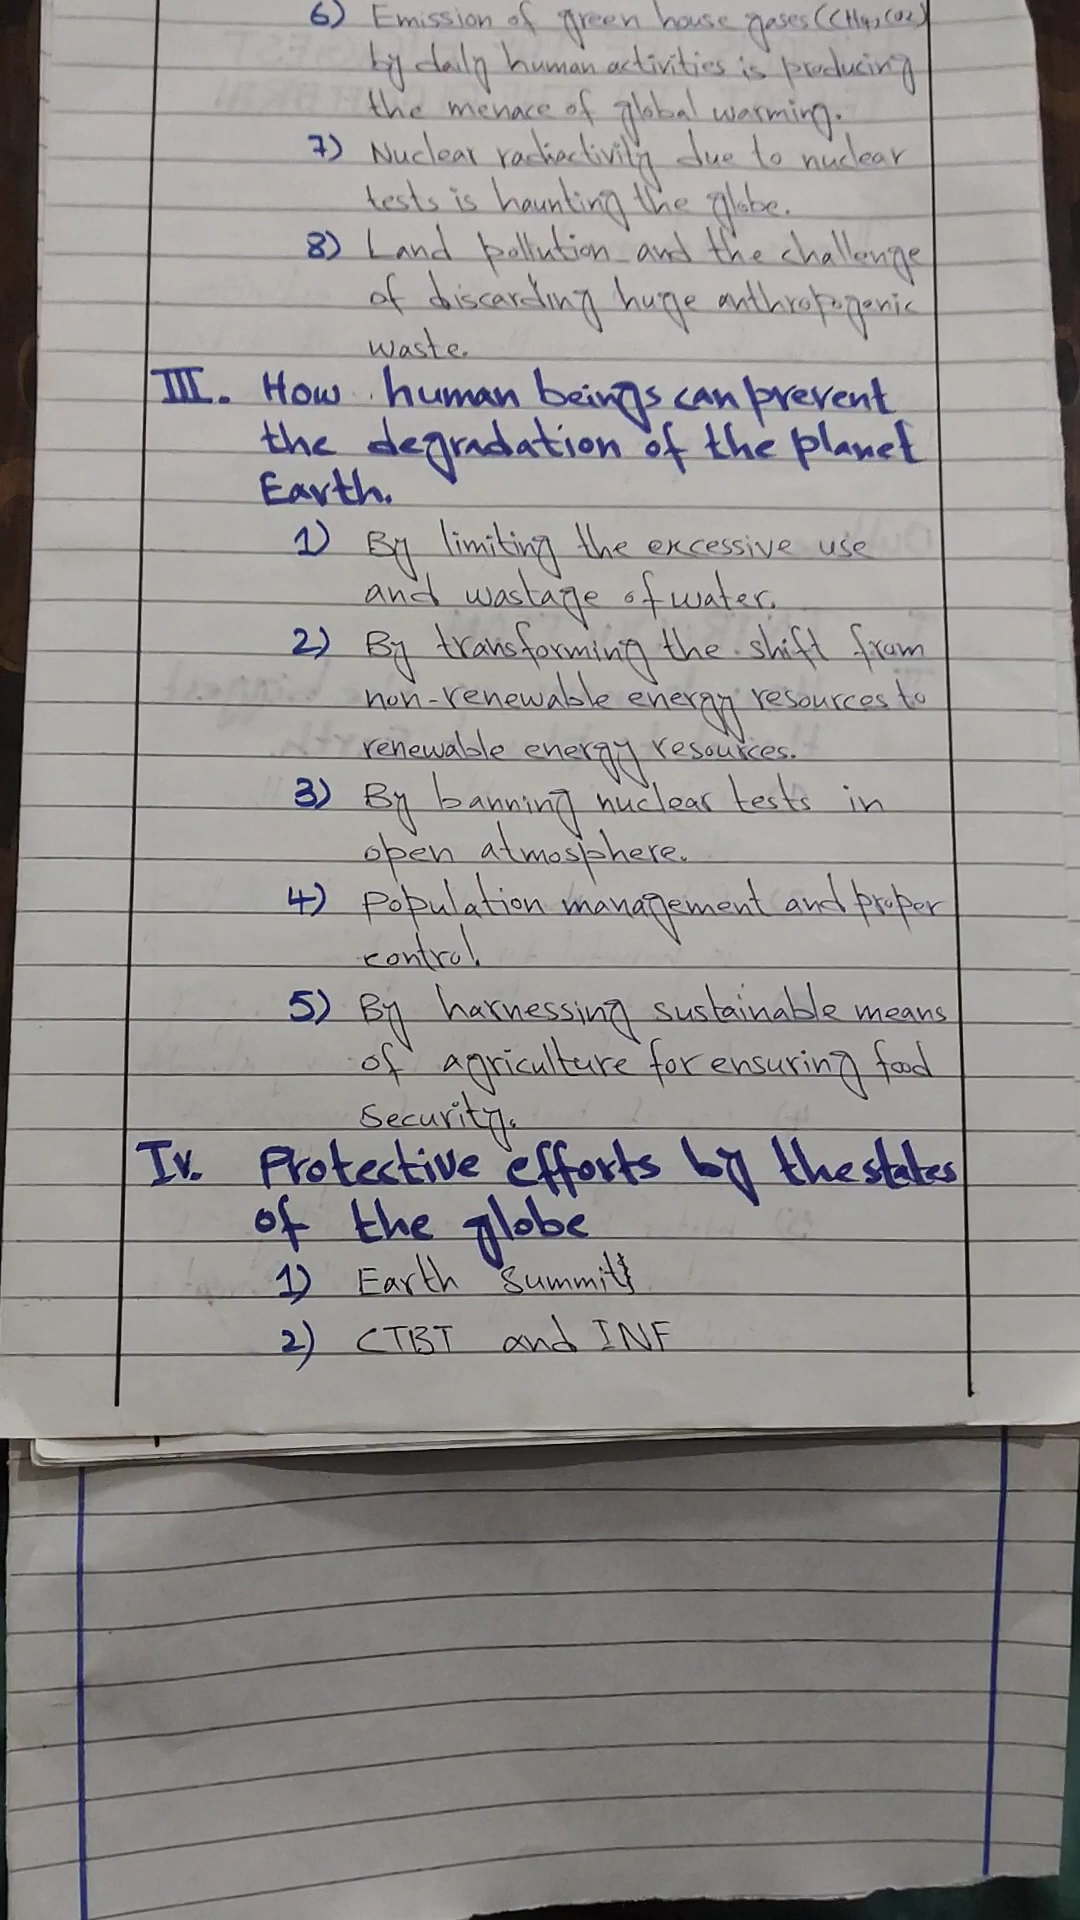 6) Emission of green house gases (CH4, CO2)
by daily human activities is producing
the menace of global warming.
7) Nuclear radiactivity due to nuclear
tests is haunting the globe.
8) Land pollution and the challenge
of discarding huge anthropogenic
waste.
III. How human beings can prevent
the degradation of the planet
Earth.
1) By limiting the excessive use
and wastage of water.
2) By transforming the shift from
non-renewable energy resources to
renewable energy resources.
3) By banning nuclear tests in
open atmosphere.
4) Population management and proper
control.
5) By harnessing sustainable means
of agriculture for ensuring food
security.
IV. Protective efforts by the states
of the globe
1) Earth Summits
2) CTBT and INF